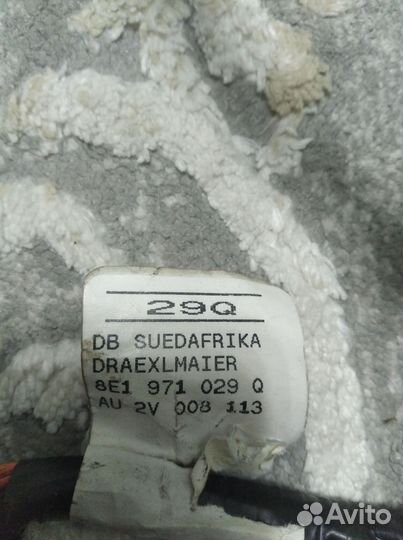 29Q
DB SUEDAFRIKA
DRAEXLMAIER
8E1 971 029 Q
AU 2V 008 113
Avito